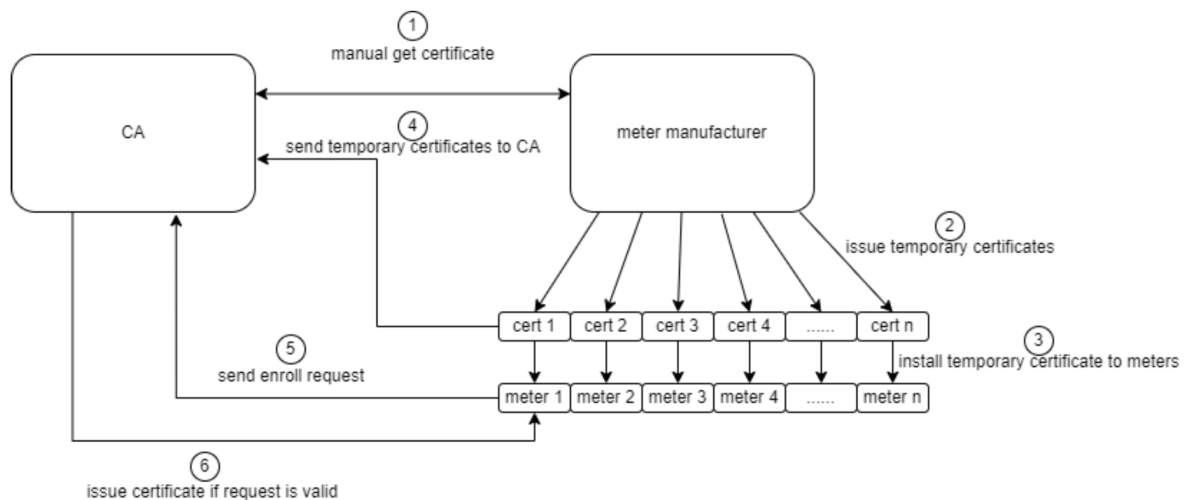 1
manual get certificate
CA
meter manufacturer
4
send temporary certificates to CA
2
issue temporary certificates
cert 1 cert 2 cert 3 cert 4 ...... cert n
3
install temporary certificate to meters
5
send enroll request
meter 1 meter 2 meter 3 meter 4 ...... meter n
6
issue certificate if request is valid